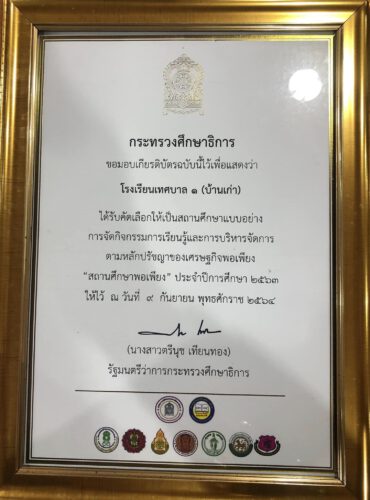 กระทรวงศึกษาธิการ
ขอมอบเกียรติบัตรฉบับนี้ไว้เพื่อแสดงว่า
โรงเรียนเทศบาล ๑ (บ้านเก่า)
ได้รับคัดเลือกให้เป็นสถานศึกษาแบบอย่าง
การจัดกิจกรรมการเรียนรู้และการบริหารจัดการ
ตามหลักปรัชญาของเศรษฐกิจพอเพียง
“สถานศึกษาพอเพียง” ประจำปีการศึกษา ๒๕๖๓
ให้ไว้ ณ วันที่ ๙ กันยายน พุทธศักราช ๒๕๖๔
(นางสาวตรีนุช เทียนทอง)
รัฐมนตรีว่าการกระทรวงศึกษาธิการ